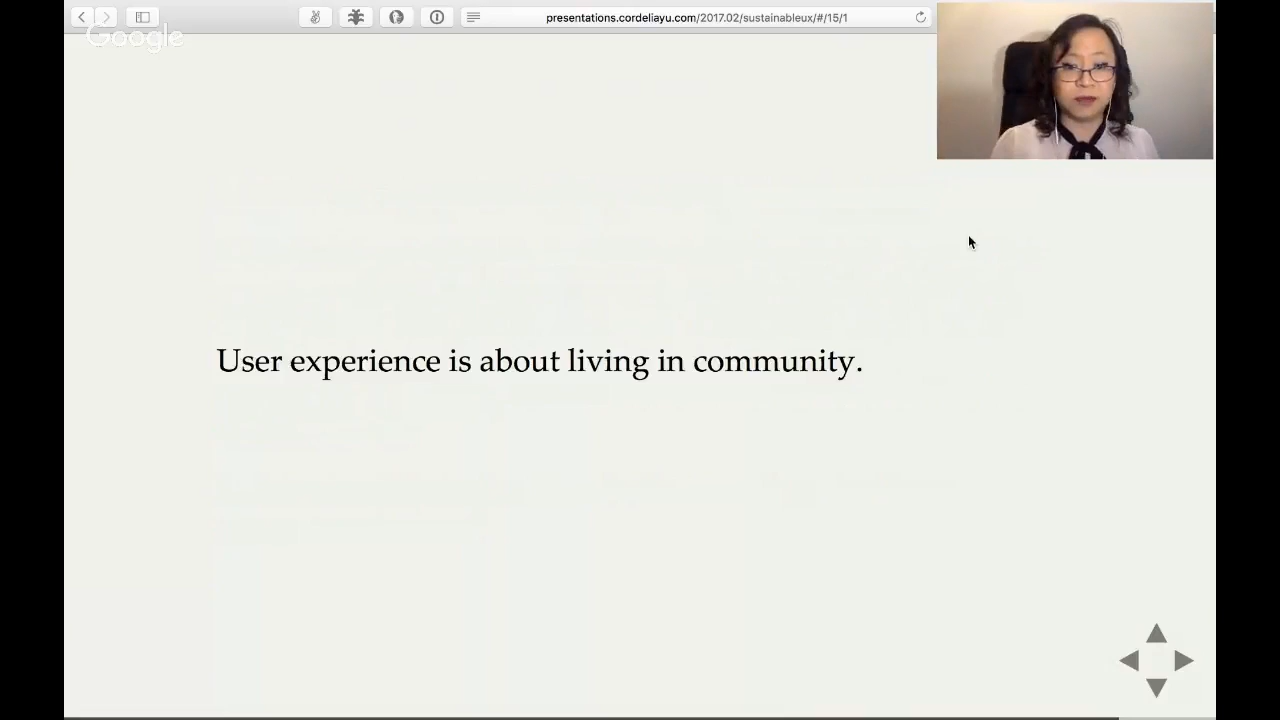 presentations.cordeliayu.com/2017.02/sustainableux/#/15/1
Google
User experience is about living in community.